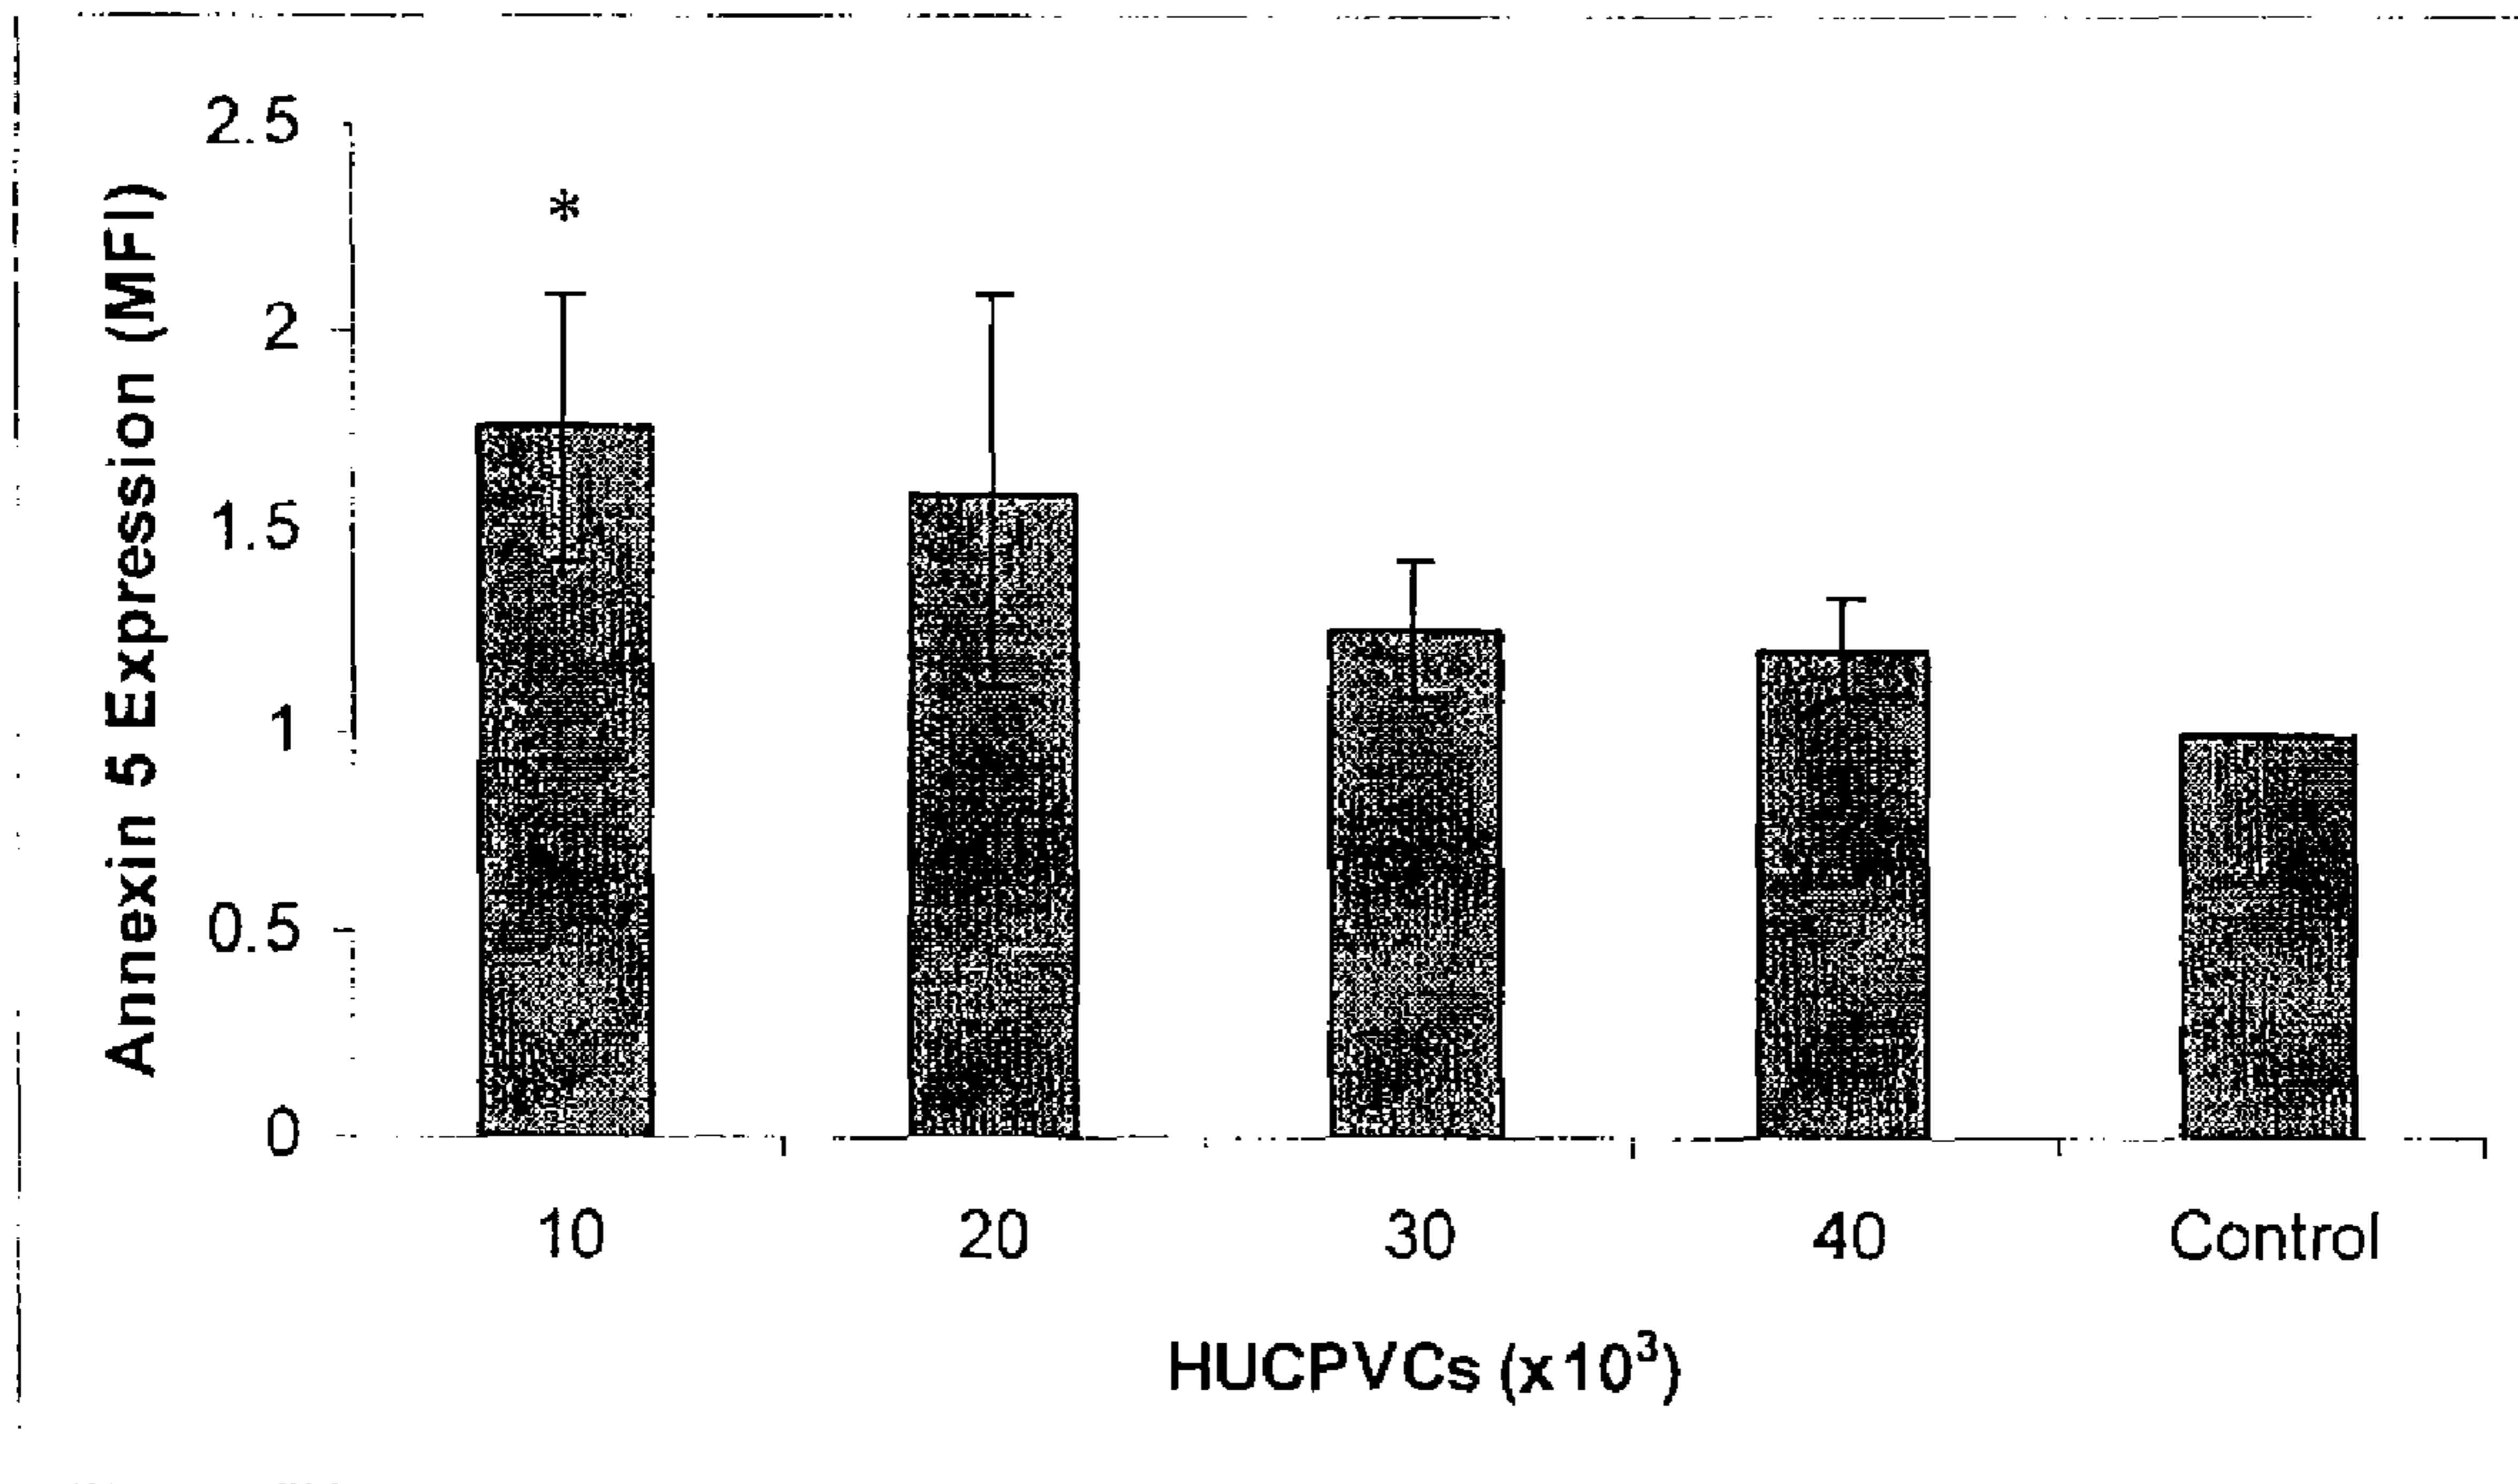 Annexin 5 Expression (MFI)
2.5
2
1.5
1
0.5
0
*
10 20 30 40 Control
HUCPVCs (x10³)